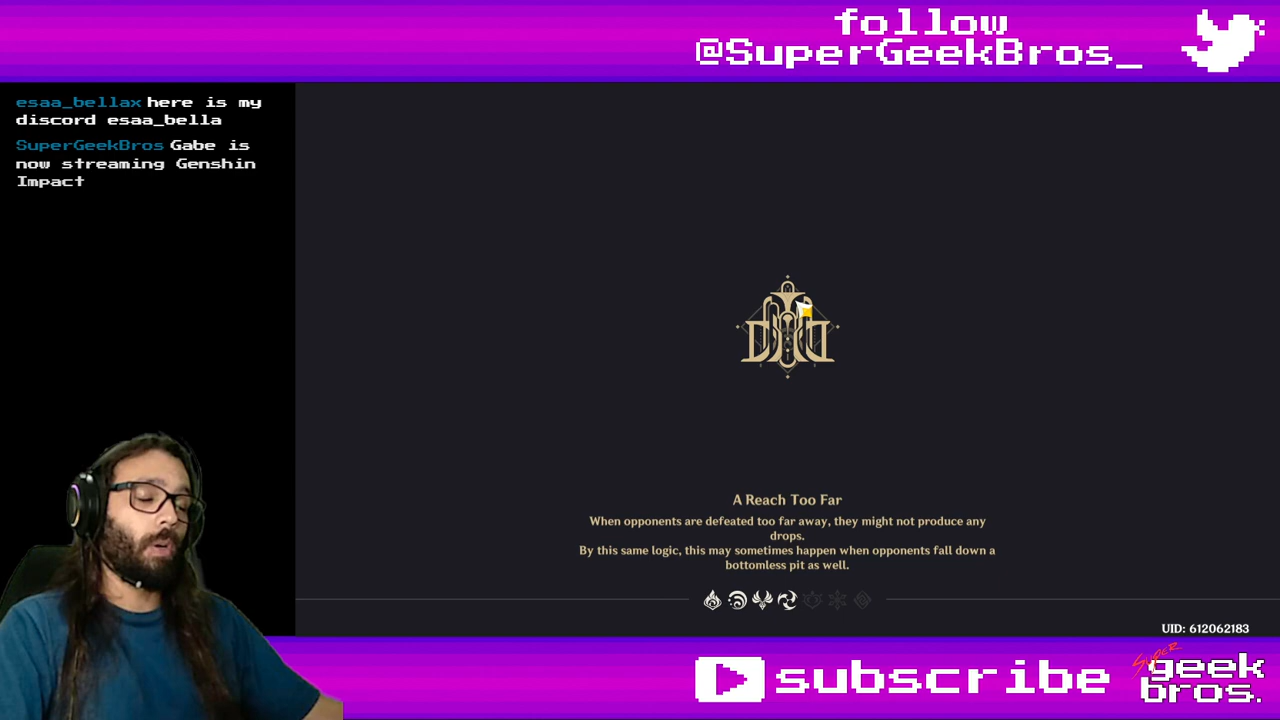 follow
@SuperGeekBros_
esaa_bellax here is my
discord esaa_bella
SuperGeekBros Gabe is
now streaming Genshin
Impact
A Reach Too Far
When opponents are defeated too far away, they might not produce any
drops.
By this same logic, this may sometimes happen when opponents fall down a
bottomless pit as well.
UID: 612062183
subscribe
super
geek
bros.